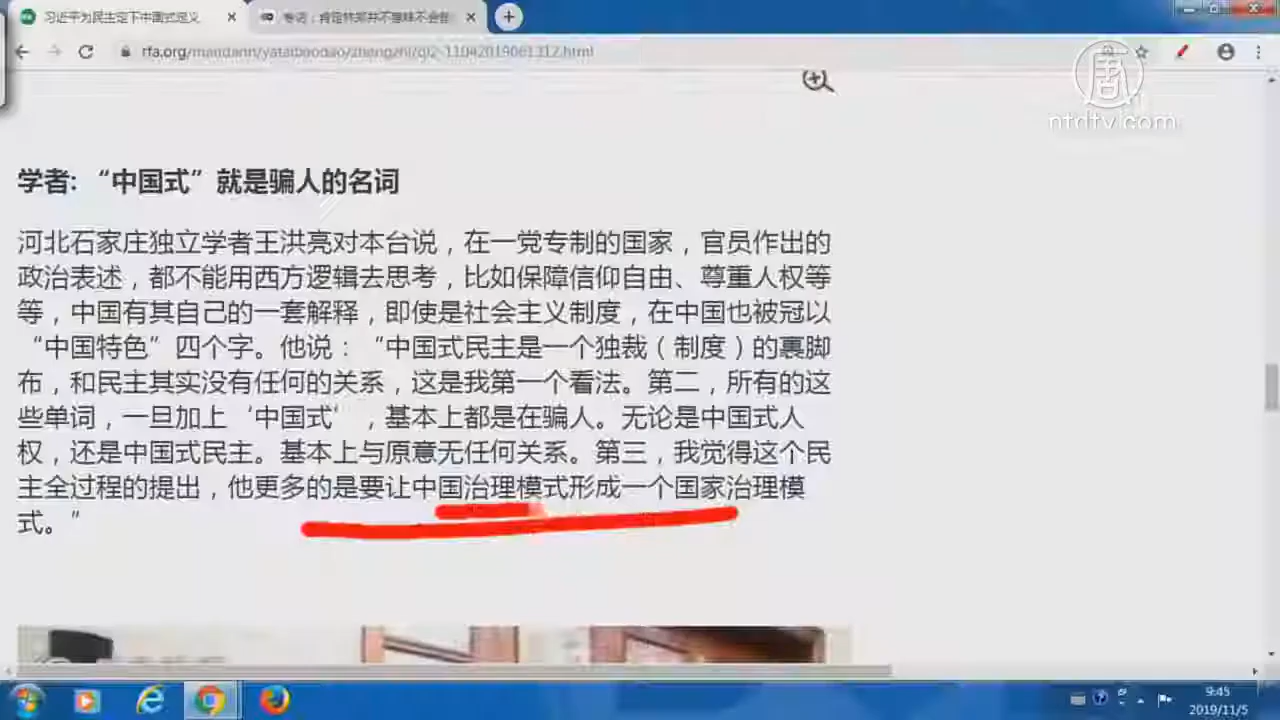 习近平为民主定下中国式定义
rfa.org/mandarin/yataibaodao/zhengzhi/ql2-11042019061312.html
ntdtv.com
学者: “中国式”就是骗人的名词
河北石家庄独立学者王洪亮对本台说，在一党专制的国家，官员作出的
政治表述，都不能用西方逻辑去思考，比如保障信仰自由、尊重人权等
等，中国有其自己的一套解释，即使是社会主义制度，在中国也被冠以
“中国特色”四个字。他说：“中国式民主是一个独裁（制度）的裹脚
布，和民主其实没有任何的关系，这是我第一个看法。第二，所有的这
些单词，一旦加上‘中国式’，基本上都是在骗人。无论是中国式人
权，还是中国式民主。基本上与原意无任何关系。第三，我觉得这个民
主全过程的提出，他更多的是要让中国治理模式形成一个国家治理模
式。”
9:45
2019/11/5